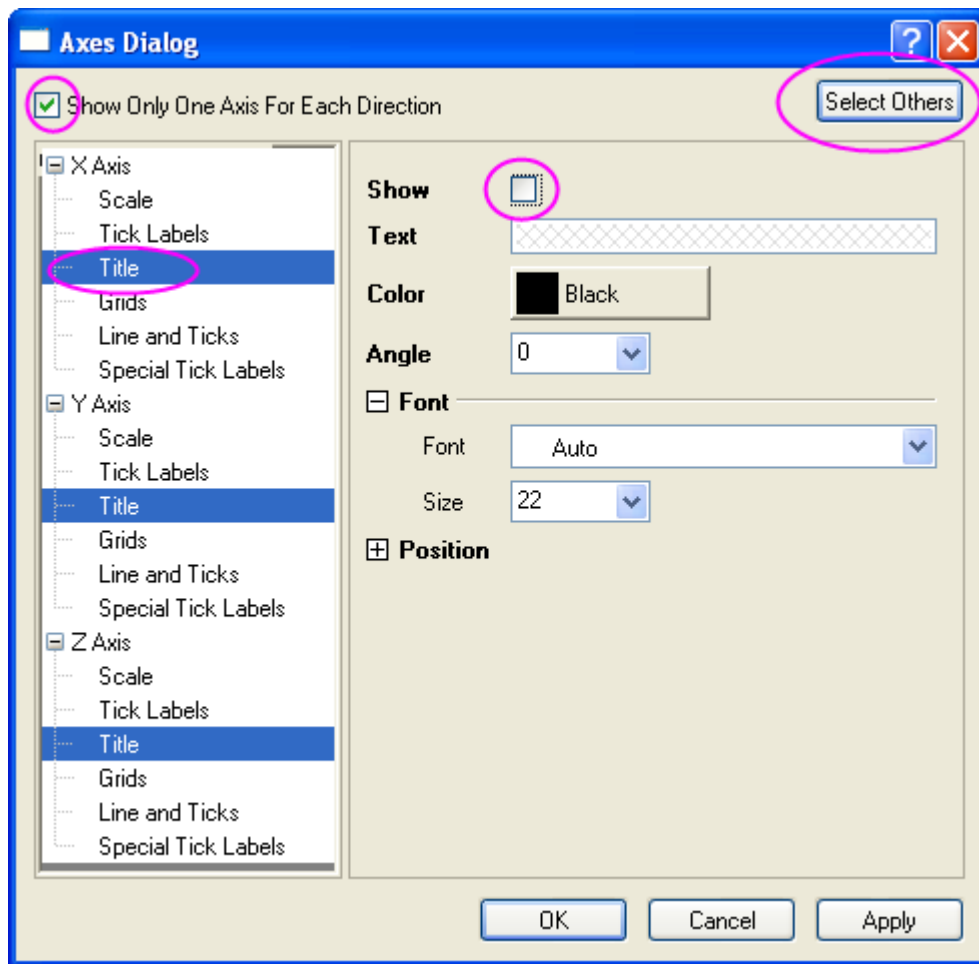 Axes Dialog
Show Only One Axis For Each Direction
Select Others
X Axis
Scale
Tick Labels
Title
Grids
Line and Ticks
Special Tick Labels
Y Axis
Scale
Tick Labels
Title
Grids
Line and Ticks
Special Tick Labels
Z Axis
Scale
Tick Labels
Title
Grids
Line and Ticks
Special Tick Labels
Show
Text
Color Black
Angle 0
Font
Font Auto
Size 22
Position
OK Cancel Apply